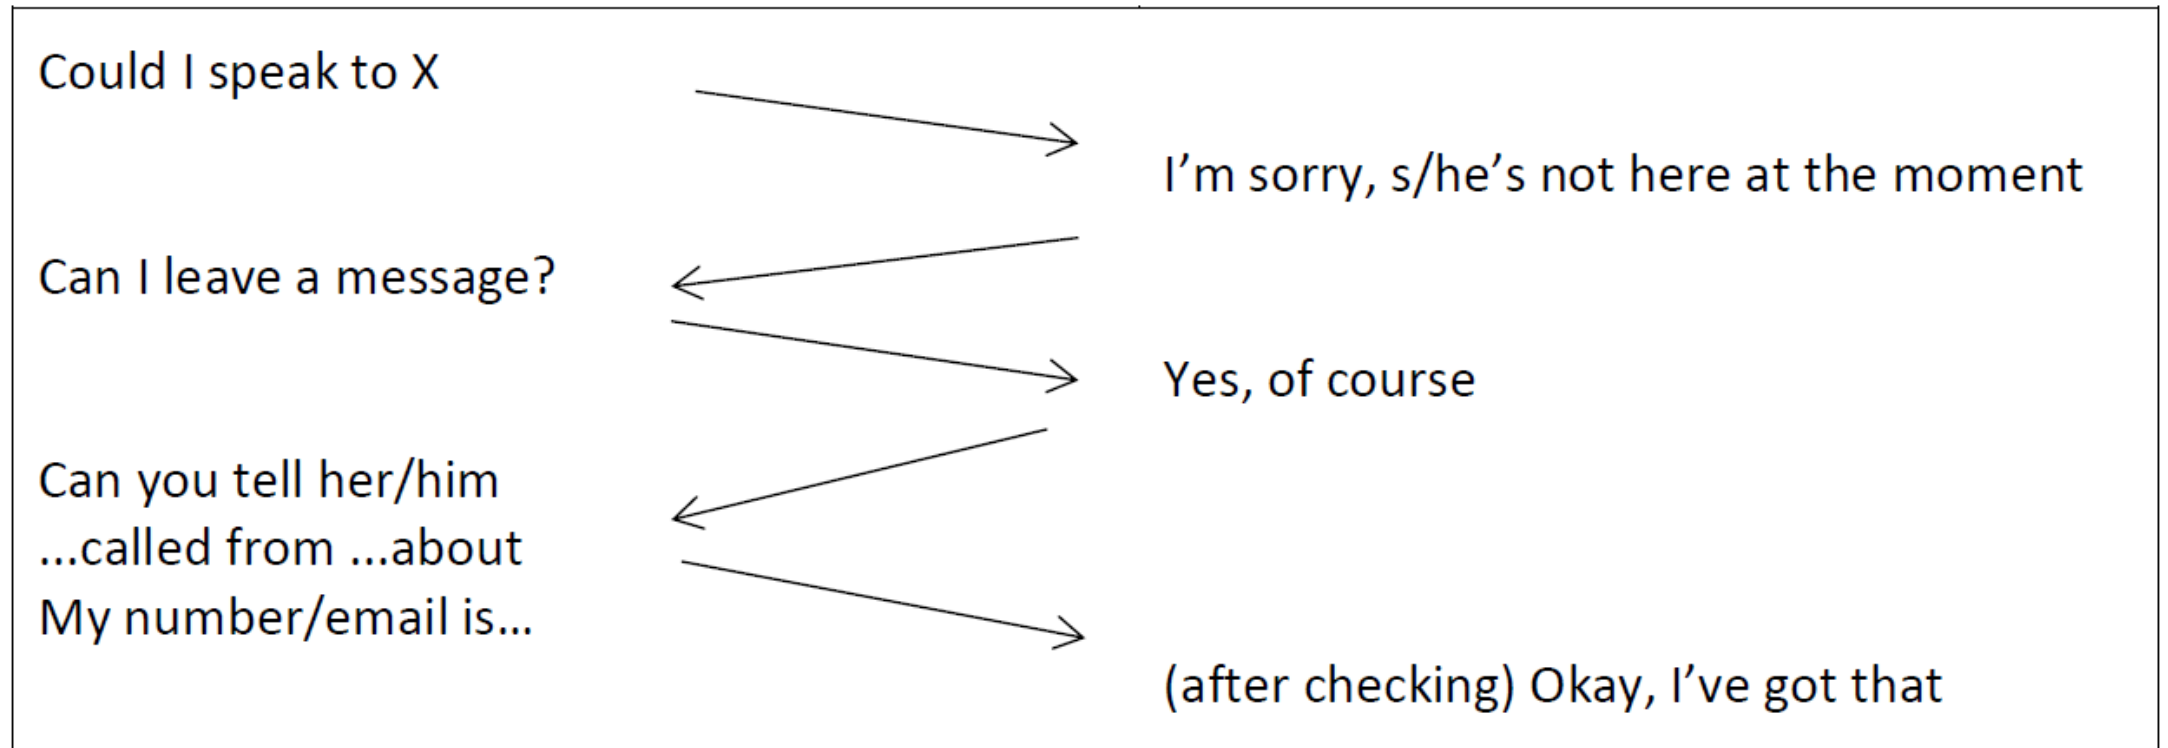 Could I speak to X
I’m sorry, s/he’s not here at the moment
Can I leave a message?
Yes, of course
Can you tell her/him
...called from ...about
My number/email is...
(after checking) Okay, I’ve got that